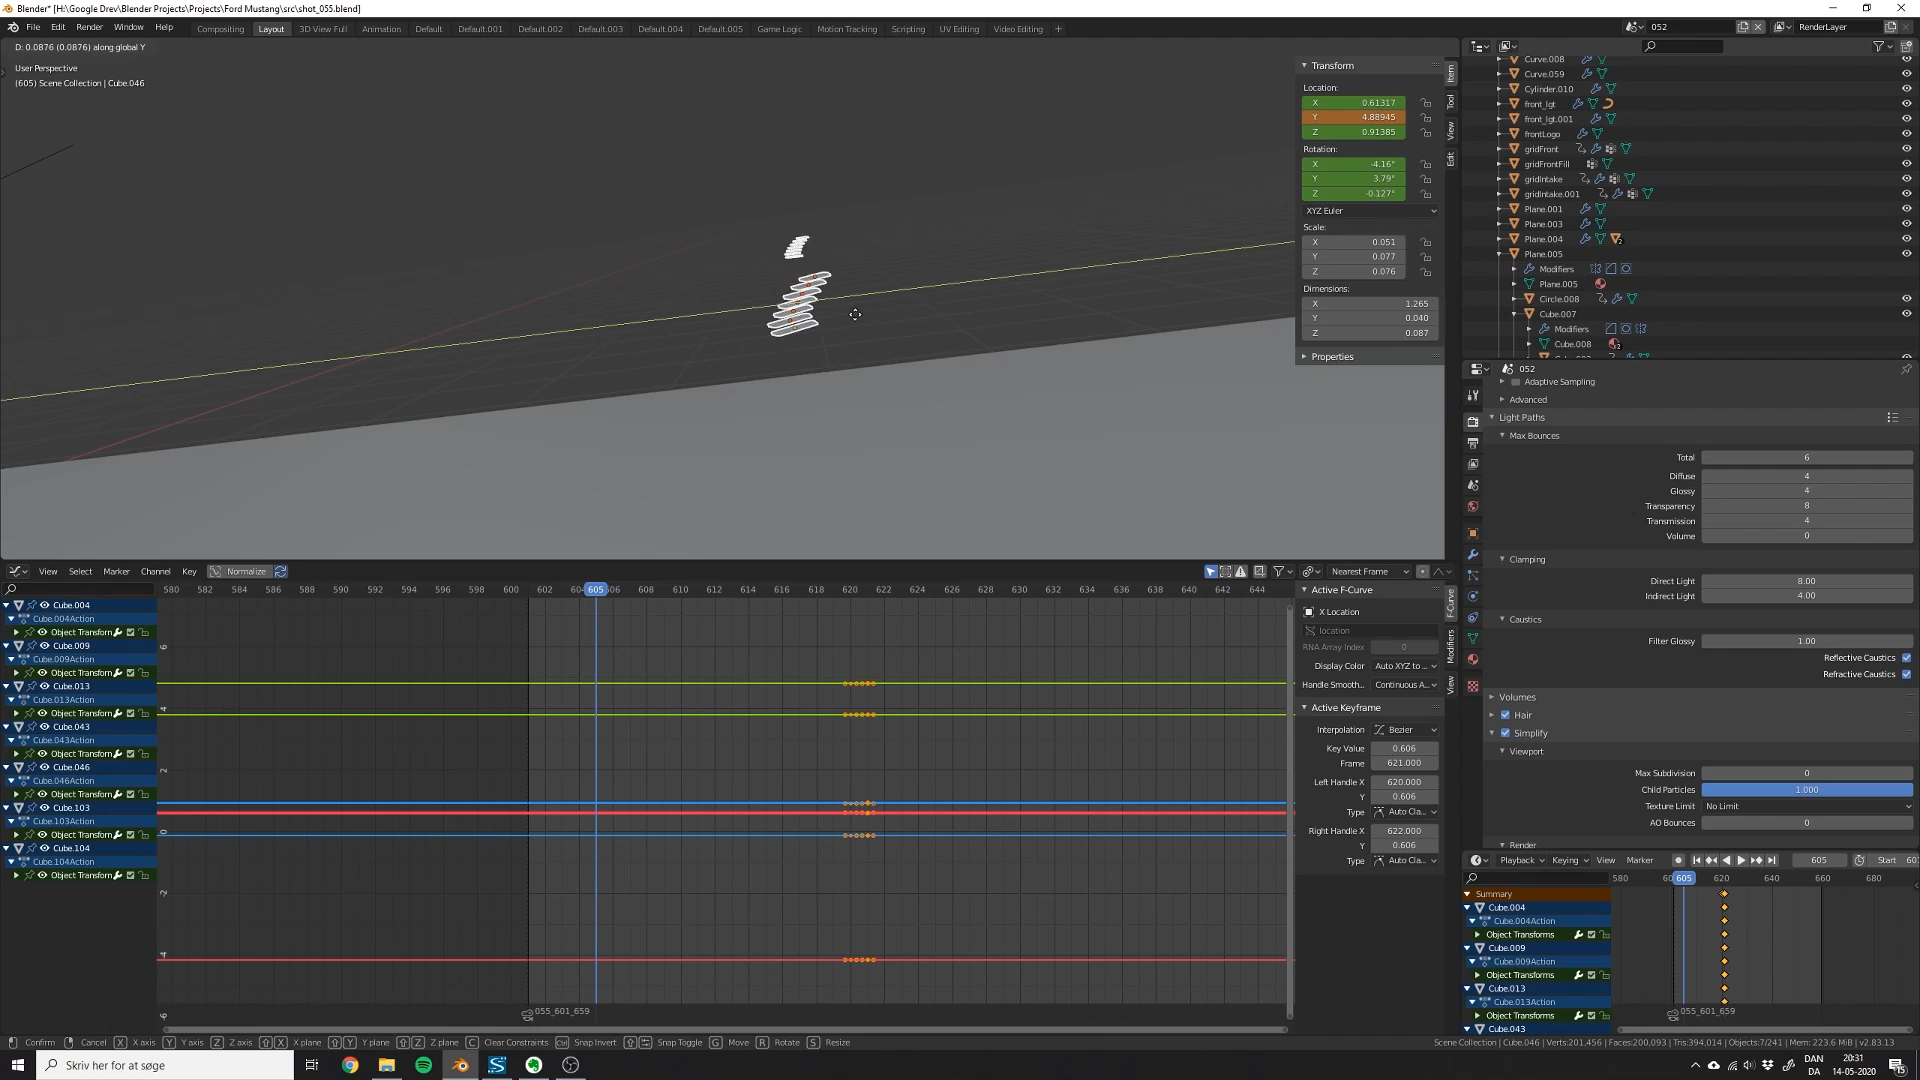 Blender* [H:\Google Drev\Blender Projects\Projects\Ford Mustang\src\shot_055.blend]
File Edit Render Window Help Compositing Layout 3D View Full Animation Default Default.001 Default.002 Default.003 Default.004 Default.005 Game Logic Motion Tracking Scripting UV Editing Video Editing + 052 RenderLayer
D: 0.0876 (0.0876) along global Y
User Perspective
(605) Scene Collection | Cube.046
Transform
Location:
X 0.61317
Y 4.88945
Z 0.91385
Rotation:
X -4.16°
Y 3.79°
Z -0.127°
XYZ Euler
Scale:
X 0.051
Y 0.077
Z 0.076
Dimensions:
X 1.265
Y 0.040
Z 0.087
Properties
Item
Tool
View
Edit
Curve.008
Curve.059
Cylinder.010
front_lgt
front_lgt.001
frontLogo
gridFront
gridFrontFill
gridIntake
gridIntake.001
Plane.001
Plane.003
Plane.004
Plane.005
Modifiers
Plane.005
Circle.008
Cube.007
Modifiers
Cube.008
052
Adaptive Sampling
Advanced
Light Paths
Max Bounces
Total 6
Diffuse 4
Glossy 4
Transparency 8
Transmission 4
Volume 0
Clamping
Direct Light 8.00
Indirect Light 4.00
Caustics
Filter Glossy 1.00
Reflective Caustics
Refractive Caustics
Volumes
Hair
Simplify
Viewport
Max Subdivision 0
Child Particles 1.000
Texture Limit No Limit
AO Bounces 0
Render
View Select Marker Channel Key Normalize Nearest Frame
580 582 584 586 588 590 592 594 596 598 600 602 604 605 606 608 610 612 614 616 618 620 622 624 626 628 630 632 634 636 638 640 642 644
Cube.004
Cube.004Action
Object Transform
Cube.009
Cube.009Action
Object Transform
Cube.013
Cube.013Action
Object Transform
Cube.043
Cube.043Action
Object Transform
Cube.046
Cube.046Action
Object Transform
Cube.103
Cube.103Action
Object Transform
Cube.104
Cube.104Action
Object Transform
6
4
2
0
-2
-4
-6
055_601_659
Active F-Curve
X Location
location
RNA Array Index 0
Display Color Auto XYZ to ...
Handle Smooth... Continuous A...
Active Keyframe
Interpolation Bezier
Key Value 0.606
Frame 621.000
Left Handle X 620.000
Y 0.606
Type Auto Cla...
Right Handle X 622.000
Y 0.606
Type Auto Cla...
F-Curve
Modifiers
View
Playback Keying View Marker 605 Start 60
580 605 620 640 660 680
Summary
Cube.004
Cube.004Action
Object Transforms
Cube.009
Cube.009Action
Object Transforms
Cube.013
Cube.013Action
Object Transforms
Cube.043
055_601_659
Confirm Cancel X X axis Y Y axis Z Z axis X X plane Y Y plane Z Z plane C Clear Constraints Ctrl Snap Invert Snap Toggle G Move R Rotate S Resize
Scene Collection | Cube.046 | Verts:201,456 | Faces:200,093 | Tris:394,014 | Objects:7/241 | Mem: 223.6 MiB | v2.83.13
Skriv her for at søge
DAN
DA
20:31
14-05-2020
15